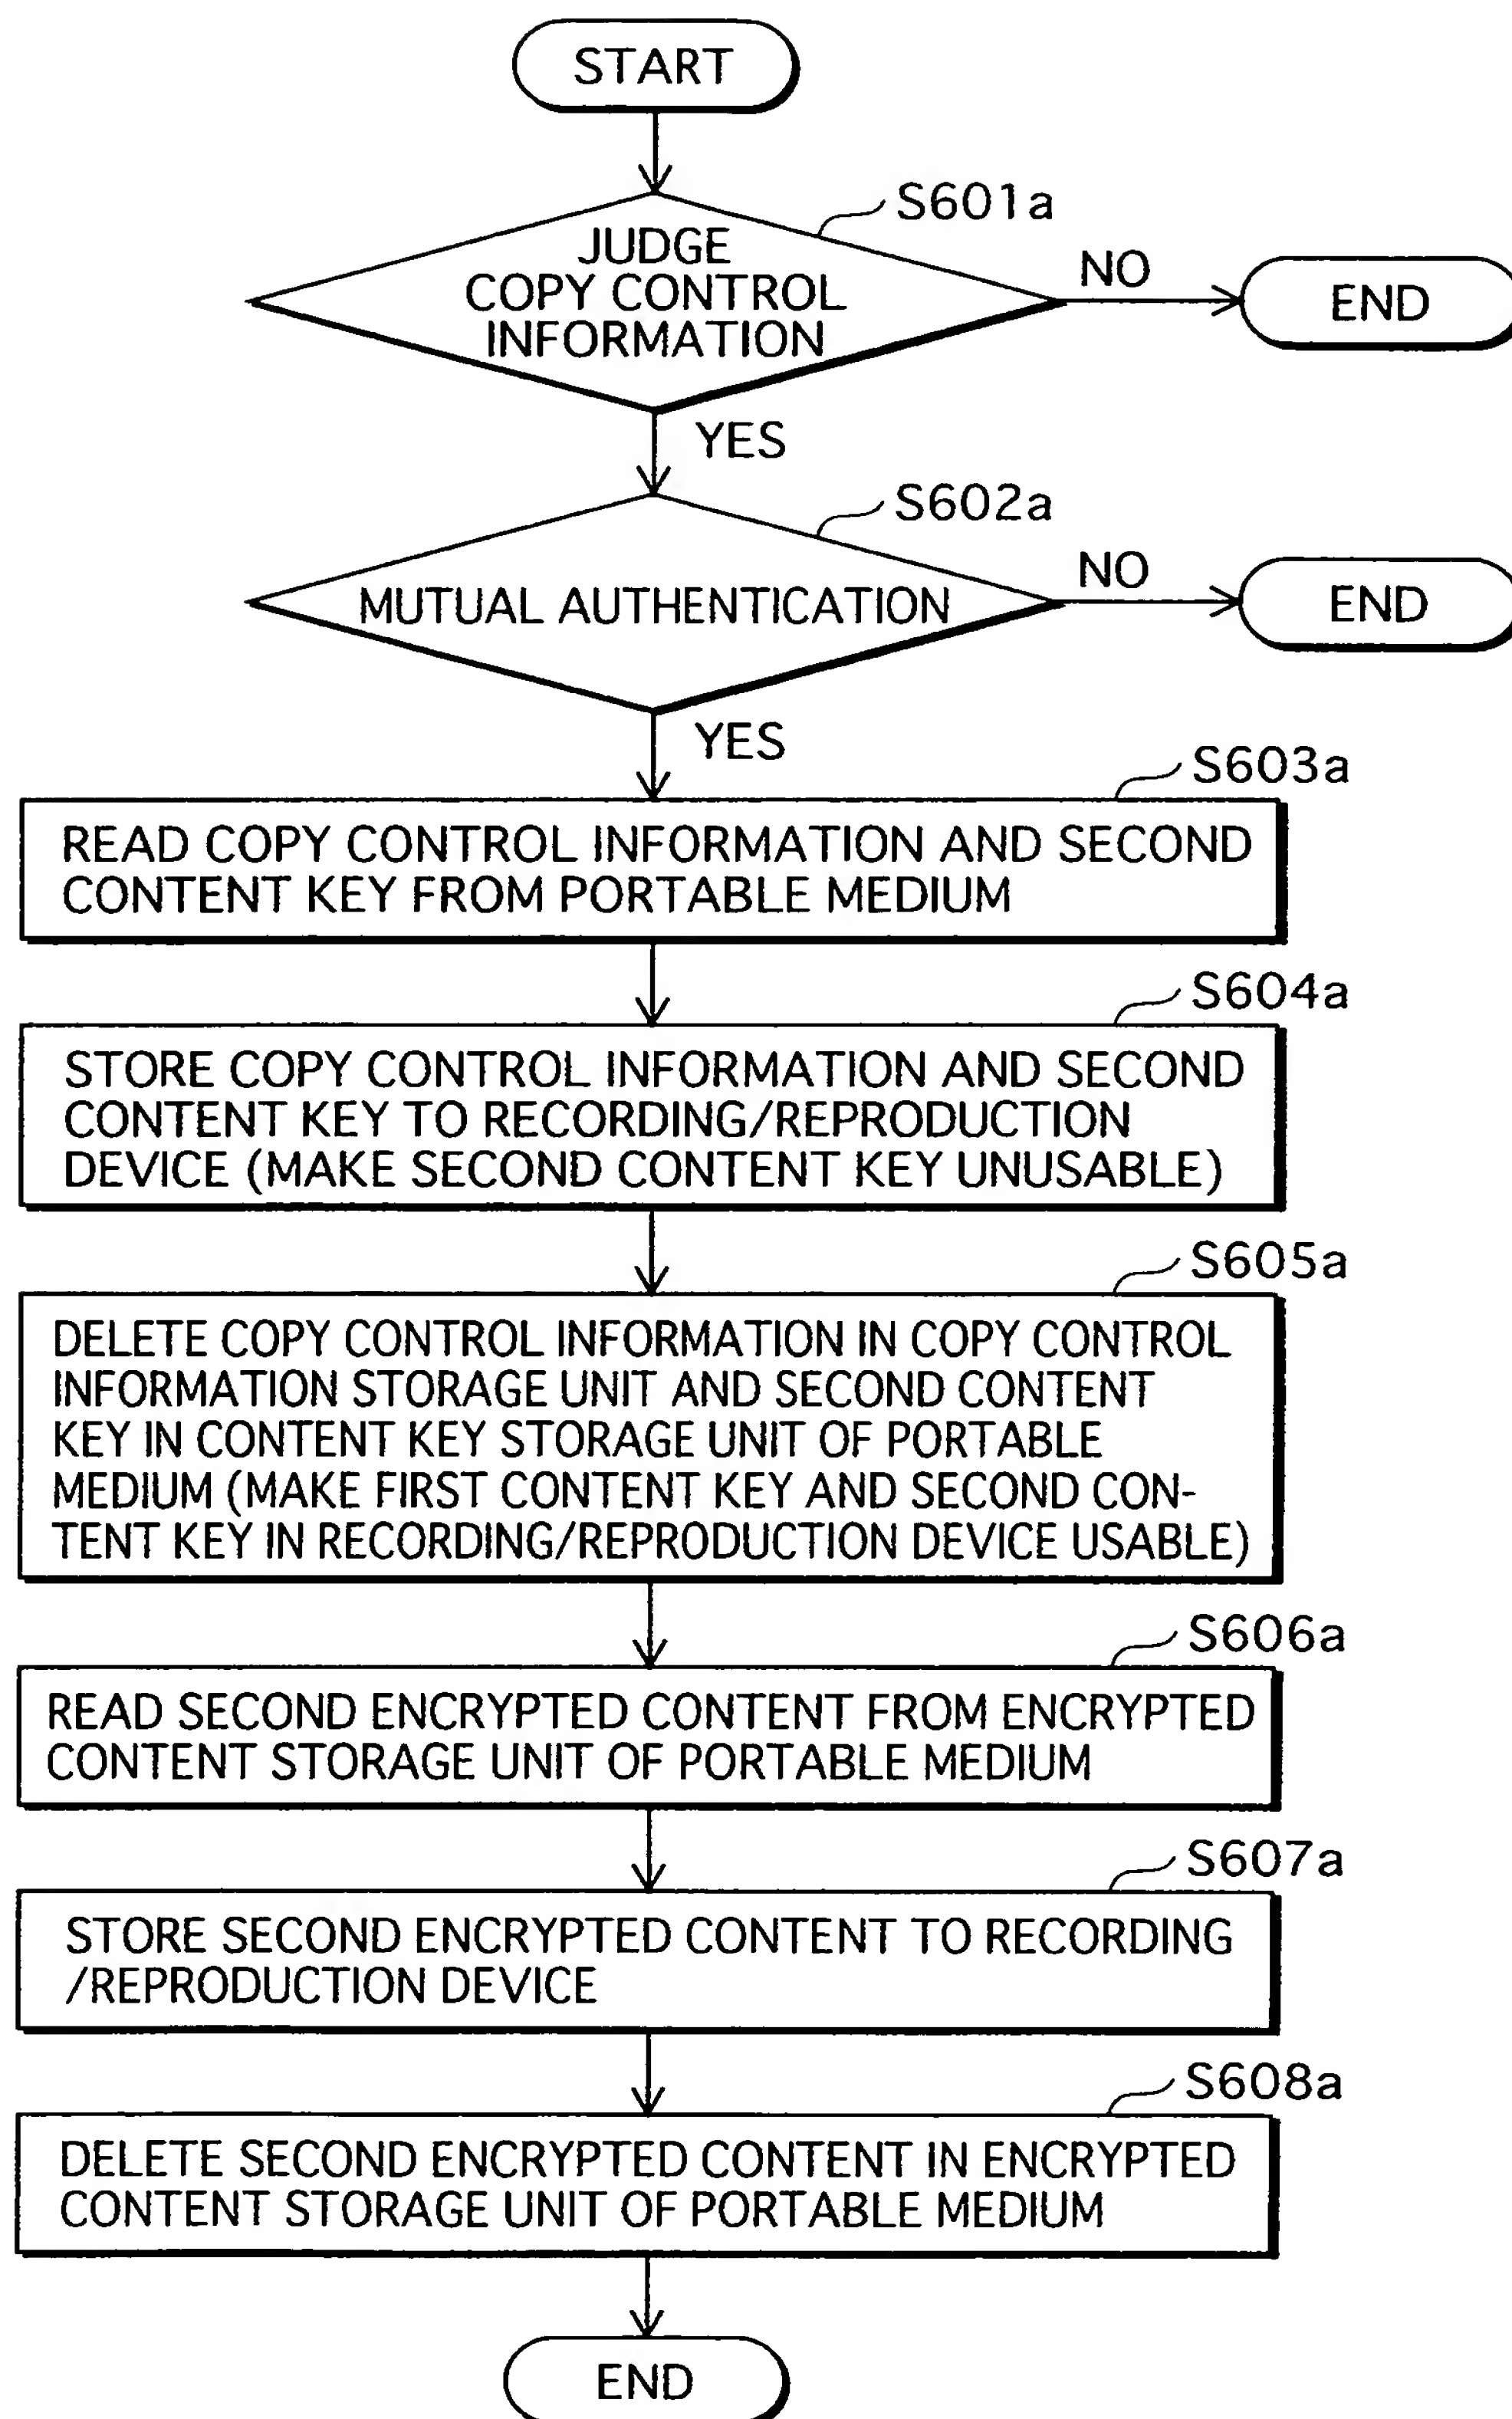 START
S601a
JUDGE
COPY CONTROL
INFORMATION
NO
END
YES
S602a
MUTUAL AUTHENTICATION
NO
END
YES
S603a
READ COPY CONTROL INFORMATION AND SECOND
CONTENT KEY FROM PORTABLE MEDIUM
S604a
STORE COPY CONTROL INFORMATION AND SECOND
CONTENT KEY TO RECORDING/REPRODUCTION
DEVICE (MAKE SECOND CONTENT KEY UNUSABLE)
S605a
DELETE COPY CONTROL INFORMATION IN COPY CONTROL
INFORMATION STORAGE UNIT AND SECOND CONTENT
KEY IN CONTENT KEY STORAGE UNIT OF PORTABLE
MEDIUM (MAKE FIRST CONTENT KEY AND SECOND CON-
TENT KEY IN RECORDING/REPRODUCTION DEVICE USABLE)
S606a
READ SECOND ENCRYPTED CONTENT FROM ENCRYPTED
CONTENT STORAGE UNIT OF PORTABLE MEDIUM
S607a
STORE SECOND ENCRYPTED CONTENT TO RECORDING
/REPRODUCTION DEVICE
S608a
DELETE SECOND ENCRYPTED CONTENT IN ENCRYPTED
CONTENT STORAGE UNIT OF PORTABLE MEDIUM
END